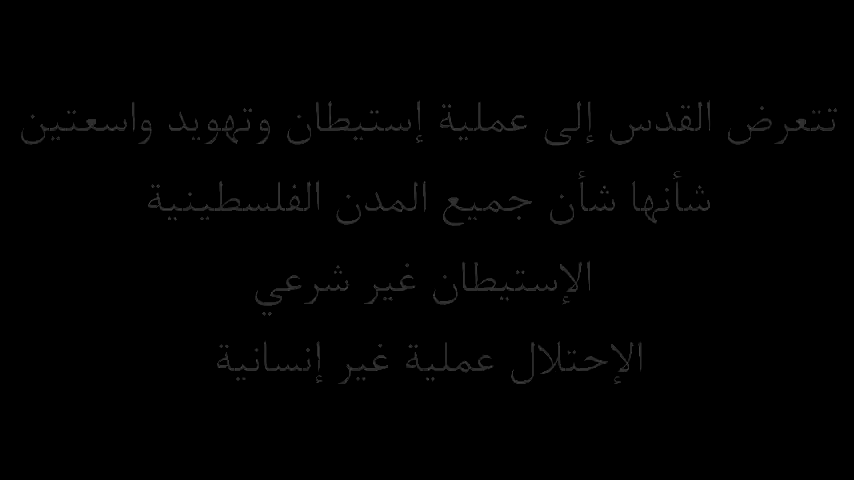 تتعرض القدس إلى عملية إستيطان وتهويد واسعتين
شأنها شأن جميع المدن الفلسطينية
الإستيطان غير شرعي
الإحتلال عملية غير إنسانية